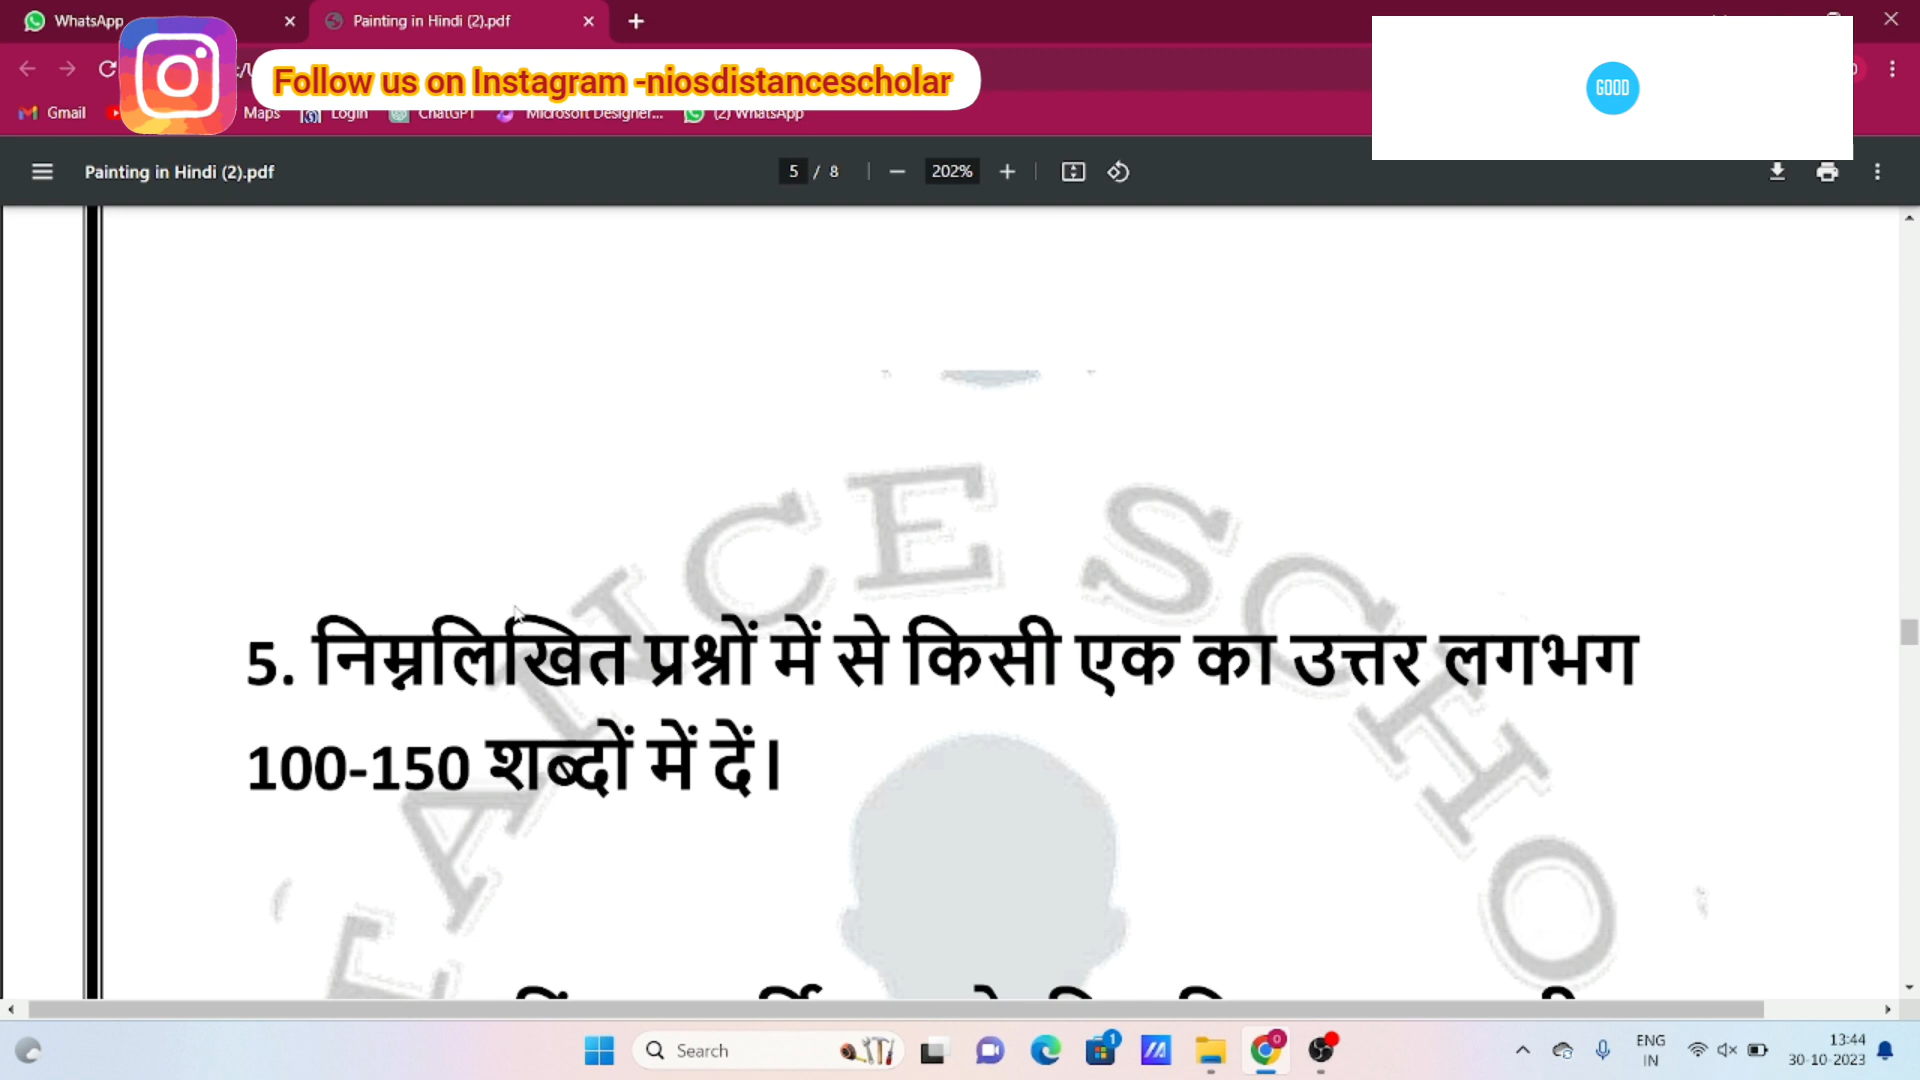 WhatsApp
Painting in Hindi (2).pdf
Follow us on Instagram -niosdistancescholar
GOOD
Gmail
Maps
Login
ChatGPT
Microsoft Designer...
(2) WhatsApp
Painting in Hindi (2).pdf
5 / 8
202%
ANCE SCHO
5. निम्नलिखित प्रश्नों में से किसी एक का उत्तर लगभग
100-150 शब्दों में दें।
Search
ENG
IN
13:44
30-10-2023